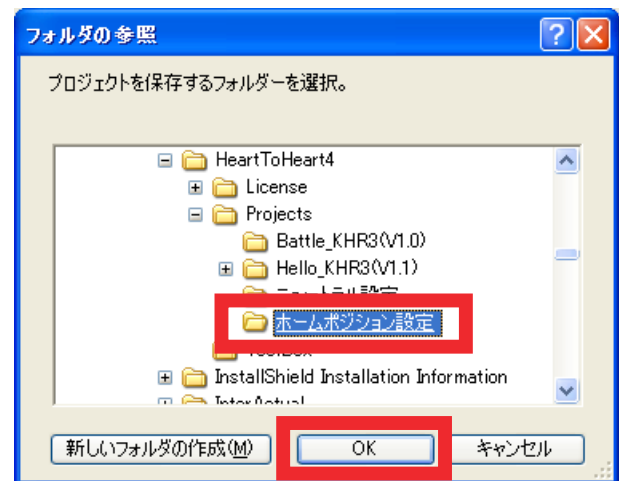 フォルダの参照
プロジェクトを保存するフォルダーを選択。
HeartToHeart4
License
Projects
Battle_KHR3(V1.0)
Hello_KHR3(V1.1)
ホームポジション設定
InstallShield Installation Information
新しいフォルダの作成(M)
OK
キャンセル